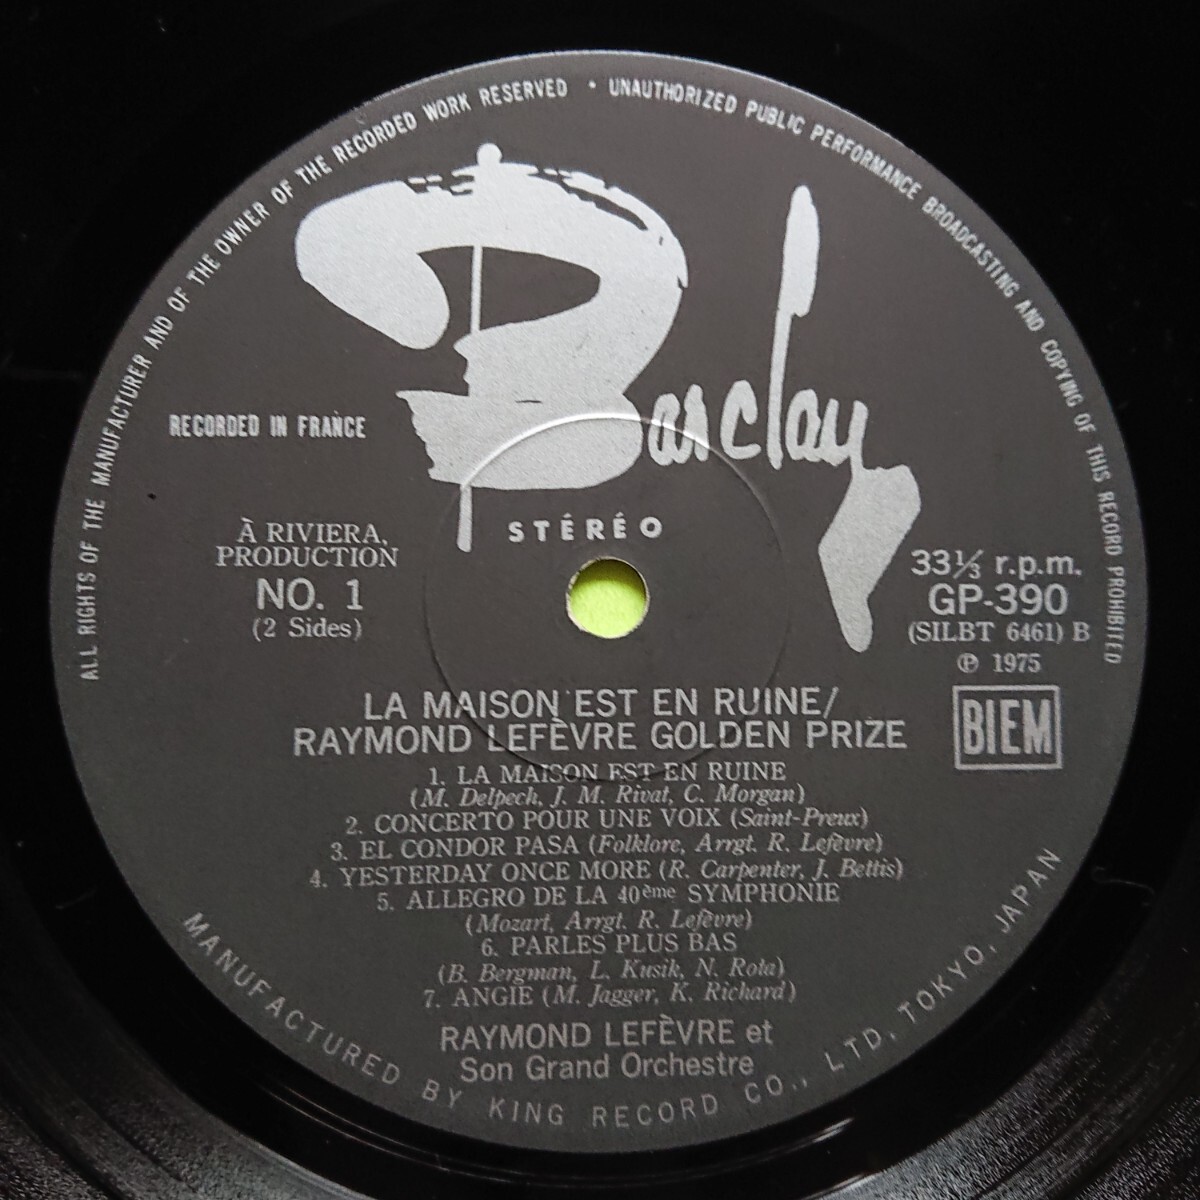 ALL RIGHTS OF THE MANUFACTURER AND OF THE OWNER OF THE RECORDED WORK RESERVED • UNAUTHORIZED PUBLIC PERFORMANCE BROADCASTING AND COPYING OF THIS RECORD PROHIBITED
Barclay
RECORDED IN FRANCE
STÉRÉO
À RIVIERA,
PRODUCTION
NO. 1
(2 Sides)
33⅓ r.p.m.
GP-390
(SILBT 6461) B
℗ 1975
BIEM
LA MAISON EST EN RUINE/
RAYMOND LEFÈVRE GOLDEN PRIZE
1. LA MAISON EST EN RUINE
(M. Delpech, J. M. Rivat, C. Morgan)
2. CONCERTO POUR UNE VOIX (Saint-Preux)
3. EL CONDOR PASA (Folklore, Arrgt. R. Lefèvre)
4. YESTERDAY ONCE MORE (R. Carpenter, J. Bettis)
5. ALLEGRO DE LA 40ème SYMPHONIE
(Mozart, Arrgt. R. Lefèvre)
6. PARLES PLUS BAS
(B. Bergman, L. Kusik, N. Rota)
7. ANGIE (M. Jagger, K. Richard)
RAYMOND LEFÈVRE et
Son Grand Orchestre
MANUFACTURED BY KING RECORD CO., LTD, TOKYO, JAPAN